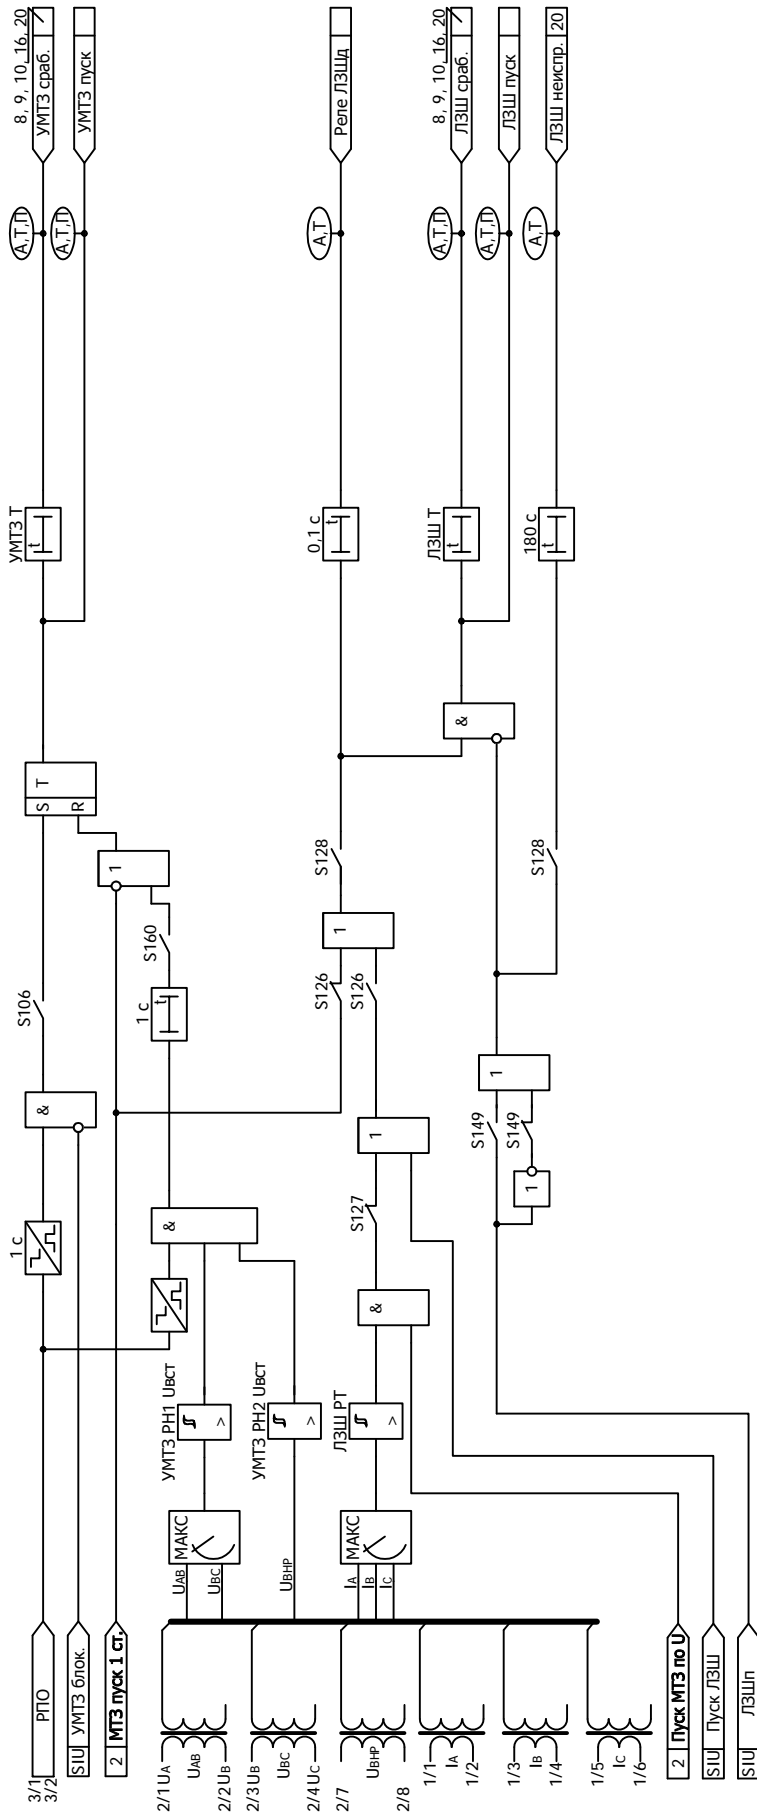 3/1
3/2
РПО
SIU УМТЗ блок.
2 МТЗ пуск 1 ст.
1 с
&
S106
S T
R
УМТЗ Т
t
А,Т,П
А,Т,П
УМТЗ сраб.
8, 9, 10, 16, 20
УМТЗ пуск
1
S160
1 с
t
&
2/1 UA
UAB
2/2 UB
2/3 UB
UBC
2/4 UC
2/7
UВНР
2/8
1/1
IA
1/2
1/3
IB
1/4
1/5
IC
1/6
UAB
UBC
МАКС
УМТЗ РН1 UВСТ
>
UВНР
УМТЗ РН2 UВСТ
>
IA
IB
IC
МАКС
ЛЗШ РТ
>
&
S127
1
S126
S126
1
S128
0,1 с
t
А,Т
Реле ЛЗШд
&
ЛЗШ Т
t
А,Т,П
А,Т,П
8, 9, 10, 16, 20
ЛЗШ сраб.
ЛЗШ пуск
1
S149
S149
1
S128
180 с
t
А,Т
ЛЗШ неиспр. 20
2 Пуск МТЗ по U
SIU Пуск ЛЗШ
SIU ЛЗШп